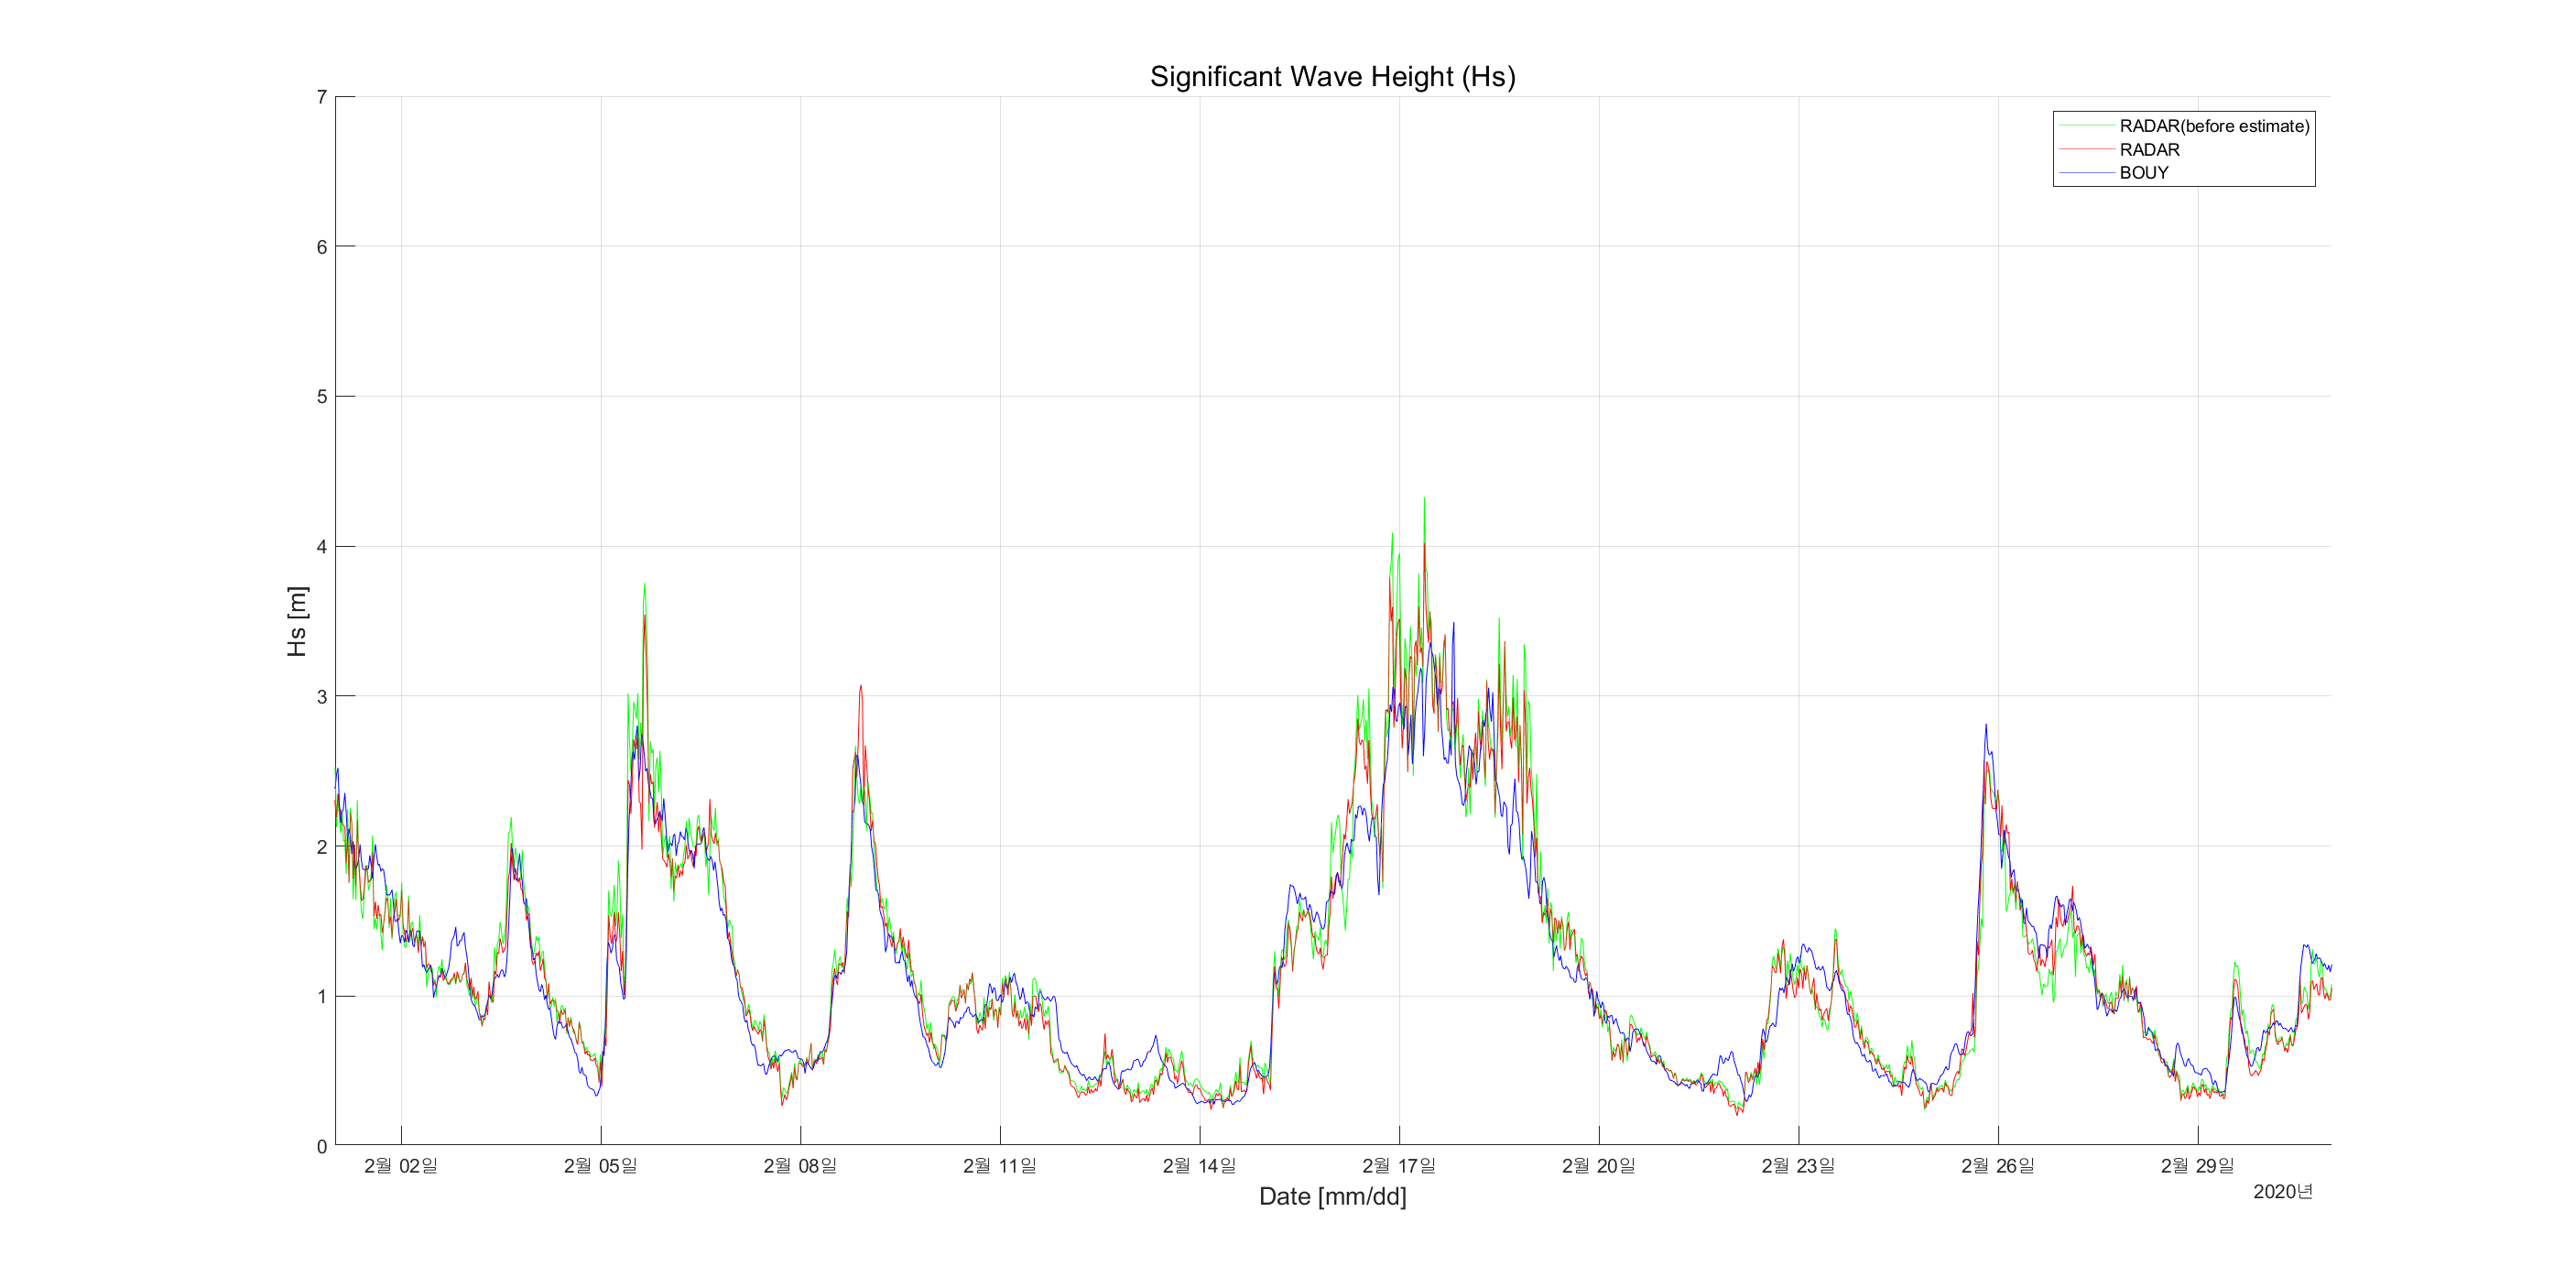 Significant Wave Height (Hs)
RADAR(before estimate)
RADAR
BOUY
7
6
5
4
3
2
1
0
Hs [m]
2월 02일 2월 05일 2월 08일 2월 11일 2월 14일 2월 17일 2월 20일 2월 23일 2월 26일 2월 29일
Date [mm/dd]
2020년